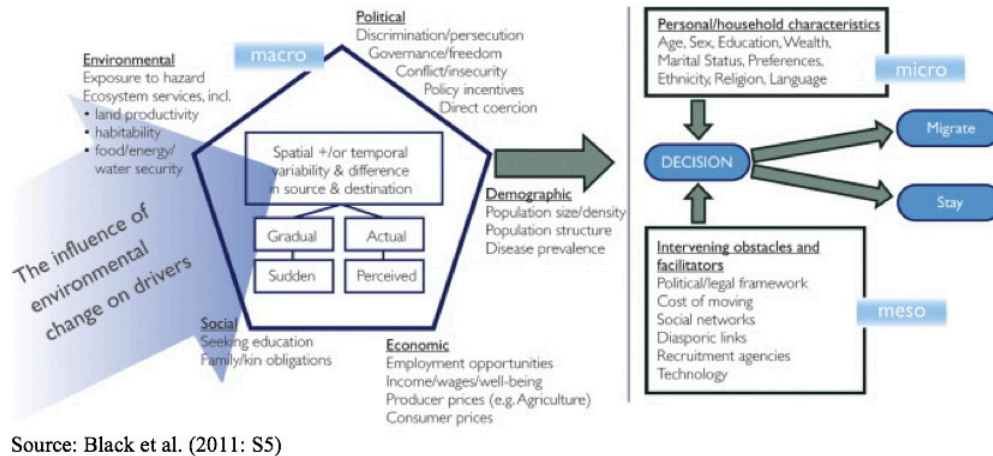 Political
Discrimination/persecution
Governance/freedom
Conflict/insecurity
Policy incentives
Direct coercion
macro
Environmental
Exposure to hazard
Ecosystem services, incl.
• land productivity
• habitability
• food/energy/
water security
The influence of
environmental
change on drivers
Spatial +/or temporal
variability & difference
in source & destination
Gradual
Actual
Sudden
Perceived
Demographic
Population size/density
Population structure
Disease prevalence
Social
Seeking education
Family/kin obligations
Economic
Employment opportunities
Income/wages/well-being
Producer prices (e.g. Agriculture)
Consumer prices
Personal/household characteristics
Age, Sex, Education, Wealth,
Marital Status, Preferences,
Ethnicity, Religion, Language
micro
DECISION
Migrate
Stay
Intervening obstacles and
facilitators
Political/legal framework
Cost of moving
Social networks
Diasporic links
Recruitment agencies
Technology
meso
Source: Black et al. (2011: S5)